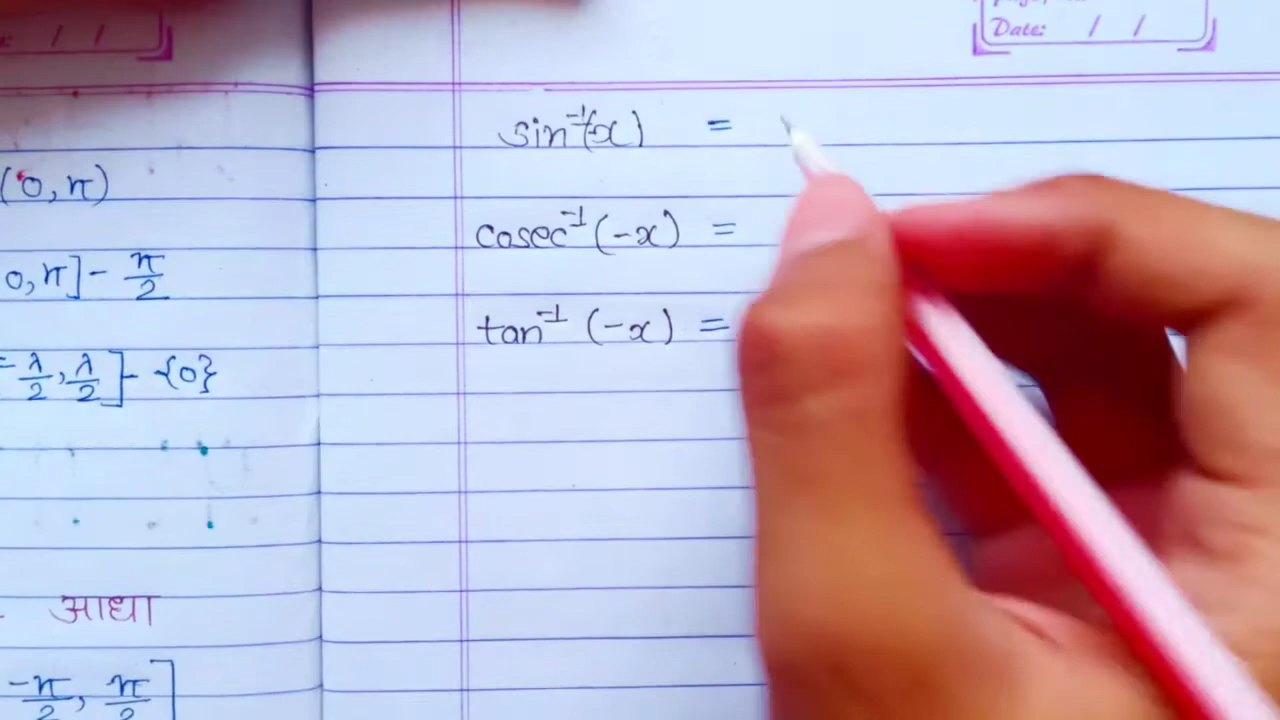 Date: / /
: / /
(0, π)
0, π] - π/2
- λ/2, λ/2] - {0}
आधा
-π/2, π/2]
sin⁻¹(-x) =
cosec⁻¹(-x) =
tan⁻¹(-x) =